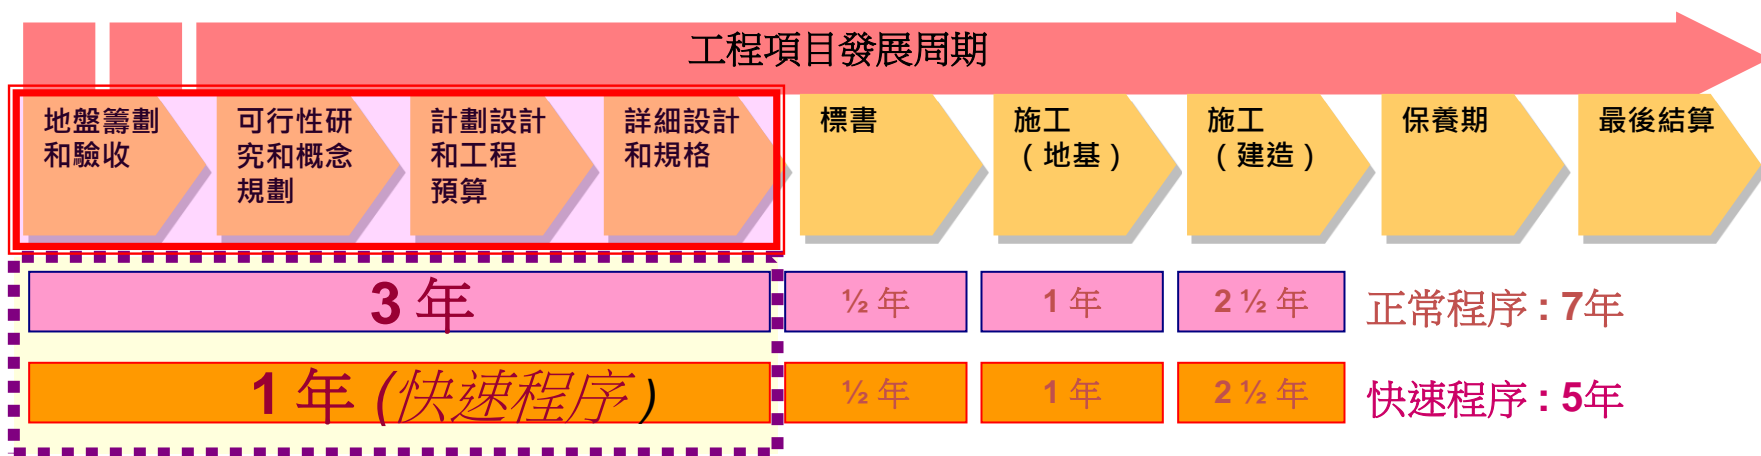 工程項目發展周期
地盤籌劃
和驗收
可行性研
究和概念
規劃
計劃設計
和工程
預算
詳細設計
和規格
標書
施工
（地基）
施工
（建造）
保養期
最後結算
3 年
½ 年
1 年
2 ½ 年
正常程序 : 7年
1 年 (快速程序 )
½ 年
1 年
2 ½ 年
快速程序 : 5年